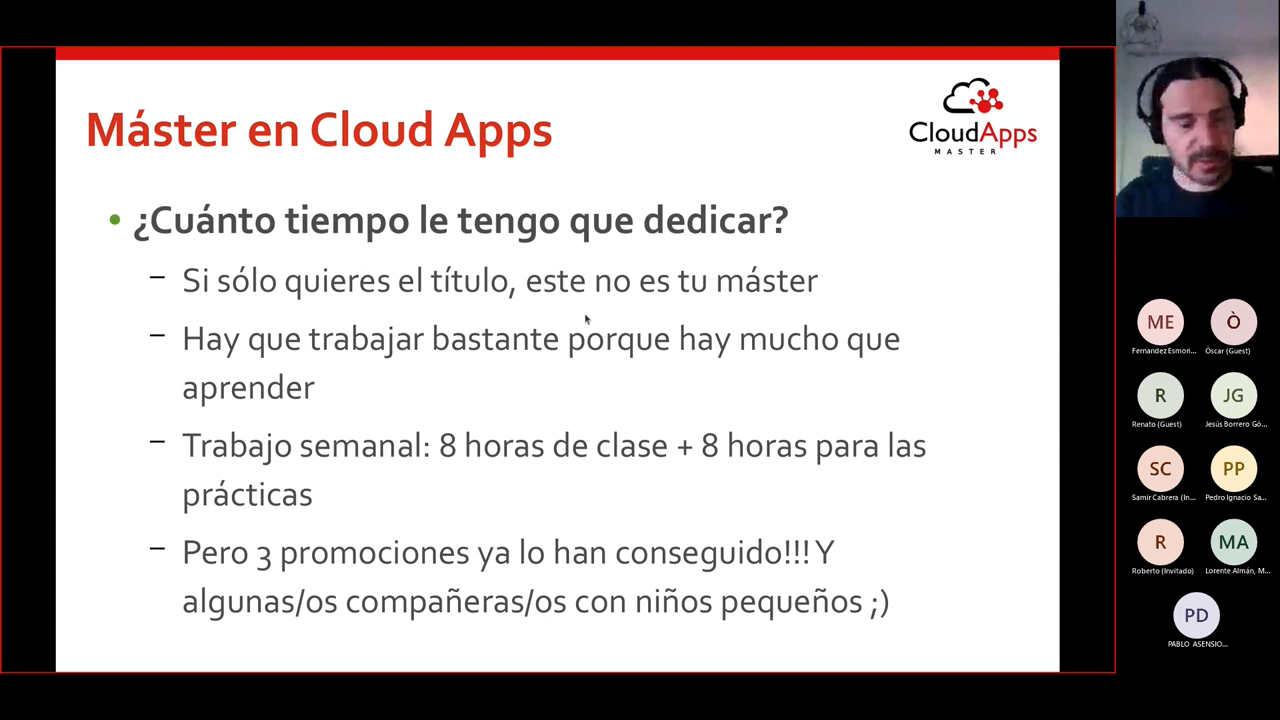 Máster en Cloud Apps
CloudApps
MASTER
• ¿Cuánto tiempo le tengo que dedicar?
– Si sólo quieres el título, este no es tu máster
– Hay que trabajar bastante porque hay mucho que
aprender
– Trabajo semanal: 8 horas de clase + 8 horas para las
prácticas
– Pero 3 promociones ya lo han conseguido!!! Y
algunas/os compañeras/os con niños pequeños ;)
ME
Ò
Fernandez Esmori...
Òscar (Guest)
R
JG
Renato (Guest)
Jesús Borrero Gó...
SC
PP
Samir Cabrera (In...
Pedro Ignacio Sa...
R
MA
Roberto (Invitado)
Lorente Almán, M...
PD
PABLO ASENSIO...